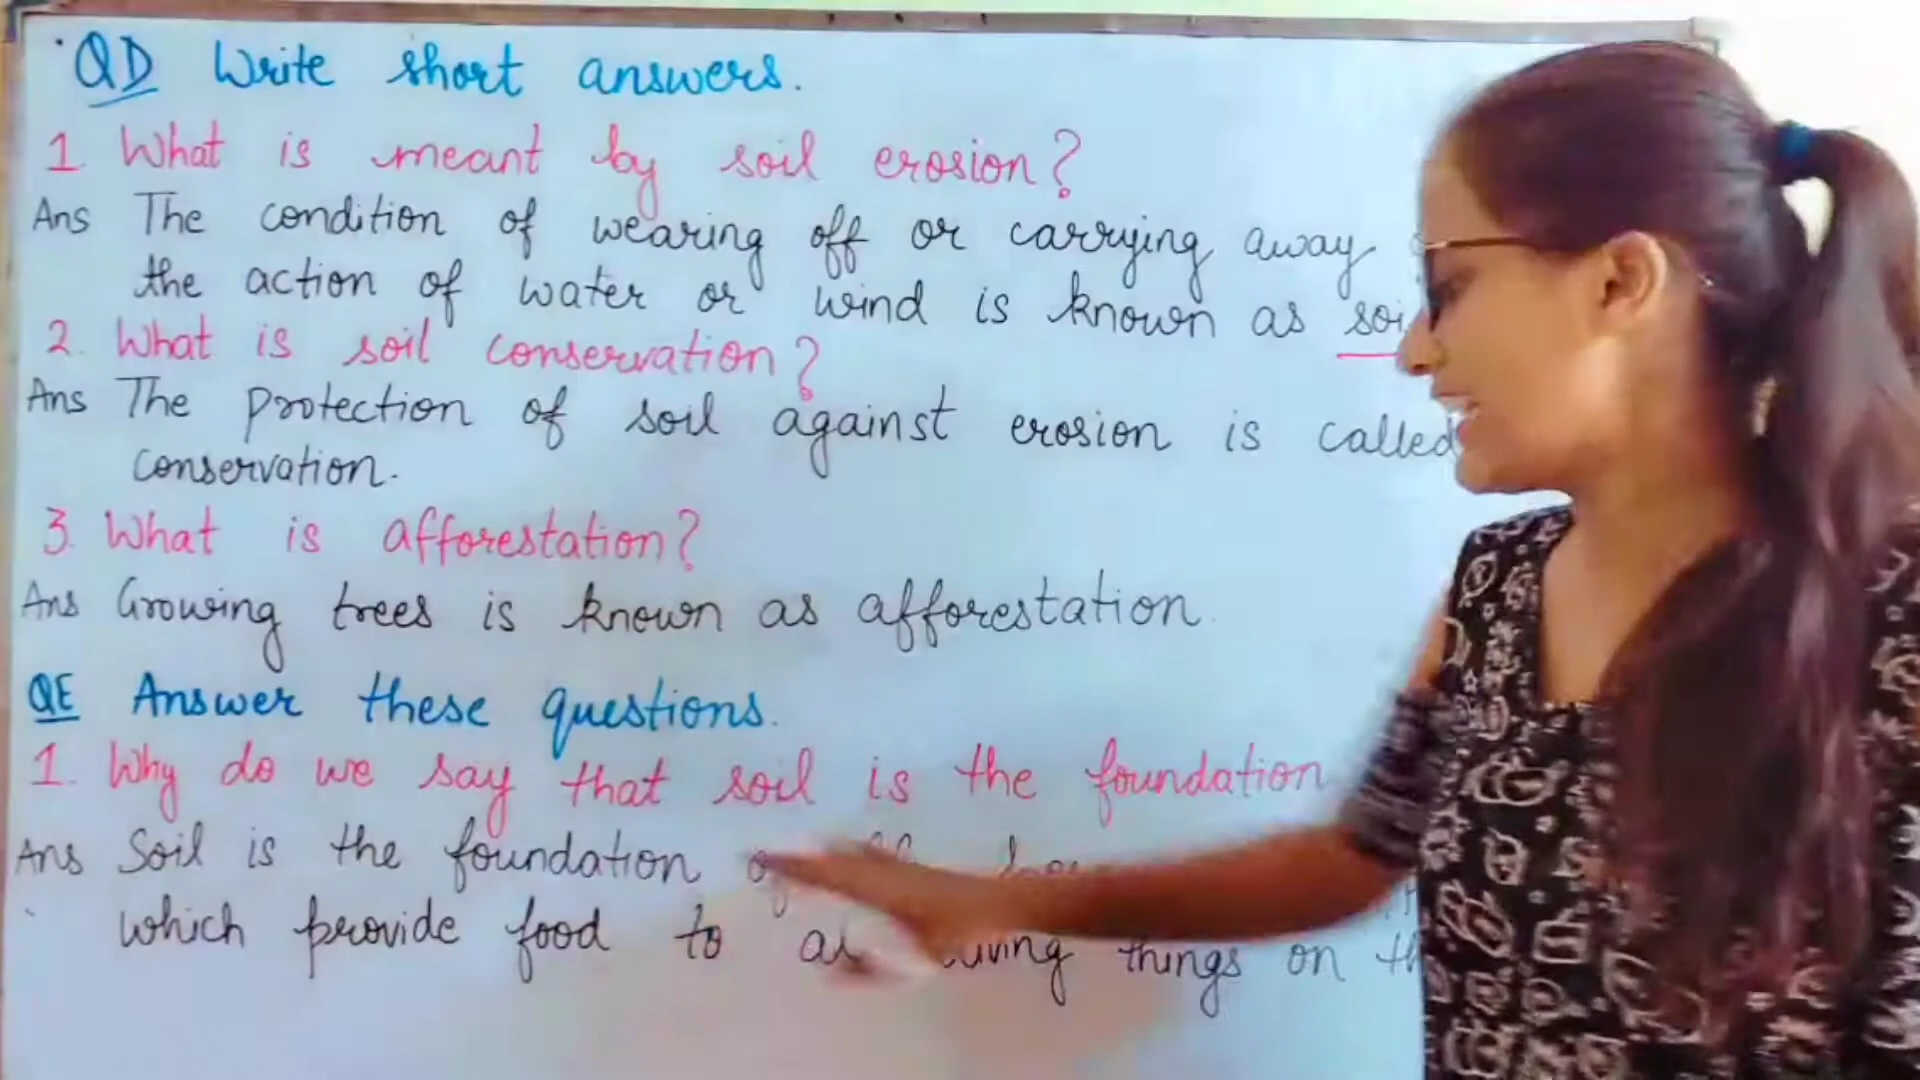 QD Write short answers.
1. What is meant by soil erosion?
Ans The condition of wearing off or carrying away
the action of water or wind is known as
2. What is soil conservation?
Ans The protection of soil against erosion is called
conservation.
3. What is afforestation?
Ans Growing trees is known as afforestation.
QE Answer these questions.
1. Why do we say that soil is the foundation
Ans Soil is the foundation
which provide food to things on